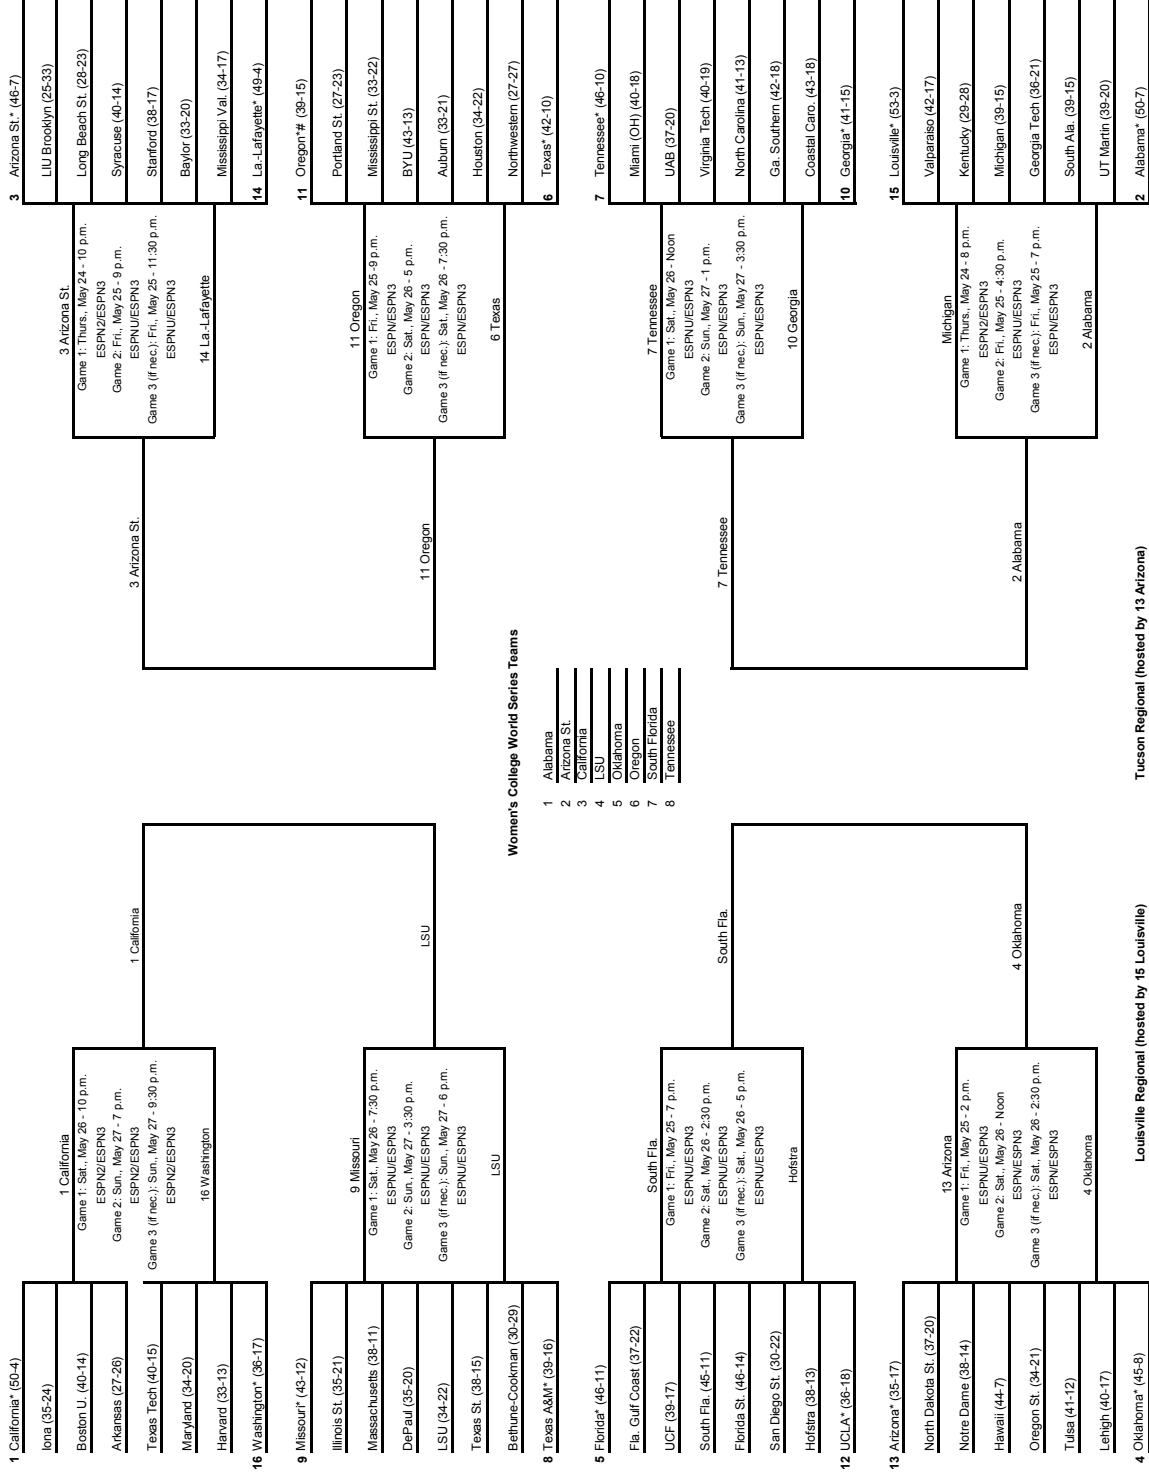 1 California* (50-4)
Iona (35-24)
Boston U. (40-14)
Arkansas (27-26)
Texas Tech (40-15)
Maryland (34-20)
Harvard (33-13)
16 Washington* (36-17)
9 Missouri* (43-12)
Illinois St. (35-21)
Massachusetts (38-11)
DePaul (35-20)
LSU (34-22)
Texas St. (38-15)
Bethune-Cookman (30-29)
8 Texas A&M* (39-16)
5 Florida* (46-11)
Fla. Gulf Coast (37-22)
UCF (39-17)
South Fla. (45-11)
Florida St. (46-14)
San Diego St. (30-22)
Hofstra (38-13)
12 UCLA* (36-18)
13 Arizona* (35-17)
North Dakota St. (37-20)
Notre Dame (38-14)
Hawaii (44-7)
Oregon St. (34-21)
Tulsa (41-12)
Lehigh (40-17)
4 Oklahoma* (45-8)
1 California
Game 1: Sat., May 26 - 10 p.m.
ESPN2/ESPN3
Game 2: Sun., May 27 - 7 p.m.
ESPN2/ESPN3
Game 3 (if nec.): Sun., May 27 - 9:30 p.m.
ESPN2/ESPN3
16 Washington
9 Missouri
Game 1: Sat., May 26 - 7:30 p.m.
ESPNU/ESPN3
Game 2: Sun., May 27 - 3:30 p.m.
ESPNU/ESPN3
Game 3 (if nec.): Sun., May 27 - 6 p.m.
ESPNU/ESPN3
LSU
South Fla.
Game 1: Fri., May 25 - 7 p.m.
ESPNU/ESPN3
Game 2: Sat., May 26 - 2:30 p.m.
ESPNU/ESPN3
Game 3 (if nec.): Sat., May 26 - 5 p.m.
ESPNU/ESPN3
Hofstra
13 Arizona
Game 1: Fri., May 25 - 2 p.m.
ESPNU/ESPN3
Game 2: Sat., May 26 - Noon
ESPN/ESPN3
Game 3 (if nec.): Sat., May 26 - 2:30 p.m.
ESPN/ESPN3
4 Oklahoma
1 California
LSU
South Fla.
4 Oklahoma
Louisville Regional (hosted by 15 Louisville)
Women's College World Series Teams
1 Alabama
2 Arizona St.
3 California
4 LSU
5 Oklahoma
6 Oregon
7 South Florida
8 Tennessee
3 Arizona St.
11 Oregon
7 Tennessee
2 Alabama
Tucson Regional (hosted by 13 Arizona)
3 Arizona St.
Game 1: Thurs., May 24 - 10 p.m.
ESPN2/ESPN3
Game 2: Fri., May 25 - 9 p.m.
ESPNU/ESPN3
Game 3 (if nec.): Fri., May 25 - 11:30 p.m.
ESPNU/ESPN3
14 La.-Lafayette
11 Oregon
Game 1: Fri., May 25 -9 p.m.
ESPN/ESPN3
Game 2: Sat., May 26 - 5 p.m.
ESPN/ESPN3
Game 3 (if nec.): Sat., May 26 - 7:30 p.m.
ESPN/ESPN3
6 Texas
7 Tennessee
Game 1: Sat., May 26 - Noon
ESPNU/ESPN3
Game 2: Sun., May 27 - 1 p.m.
ESPN/ESPN3
Game 3 (if nec.): Sun., May 27 - 3:30 p.m.
ESPN/ESPN3
10 Georgia
Michigan
Game 1: Thurs., May 24 - 8 p.m.
ESPN2/ESPN3
Game 2: Fri., May 25 - 4:30 p.m.
ESPNU/ESPN3
Game 3 (if nec.): Fri., May 25 - 7 p.m.
ESPN/ESPN3
2 Alabama
3 Arizona St.* (46-7)
LIU Brooklyn (25-33)
Long Beach St. (28-23)
Syracuse (40-14)
Stanford (38-17)
Baylor (33-20)
Mississippi Val. (34-17)
14 La.-Lafayette* (49-4)
11 Oregon*# (39-15)
Portland St. (27-23)
Mississippi St. (33-22)
BYU (43-13)
Auburn (33-21)
Houston (34-22)
Northwestern (27-27)
6 Texas* (42-10)
7 Tennessee* (46-10)
Miami (OH) (40-18)
UAB (37-20)
Virginia Tech (40-19)
North Carolina (41-13)
Ga. Southern (42-18)
Coastal Caro. (43-18)
10 Georgia* (41-15)
15 Louisville* (53-3)
Valparaiso (42-17)
Kentucky (29-28)
Michigan (39-15)
Georgia Tech (36-21)
South Ala. (39-15)
UT Martin (39-20)
2 Alabama* (50-7)